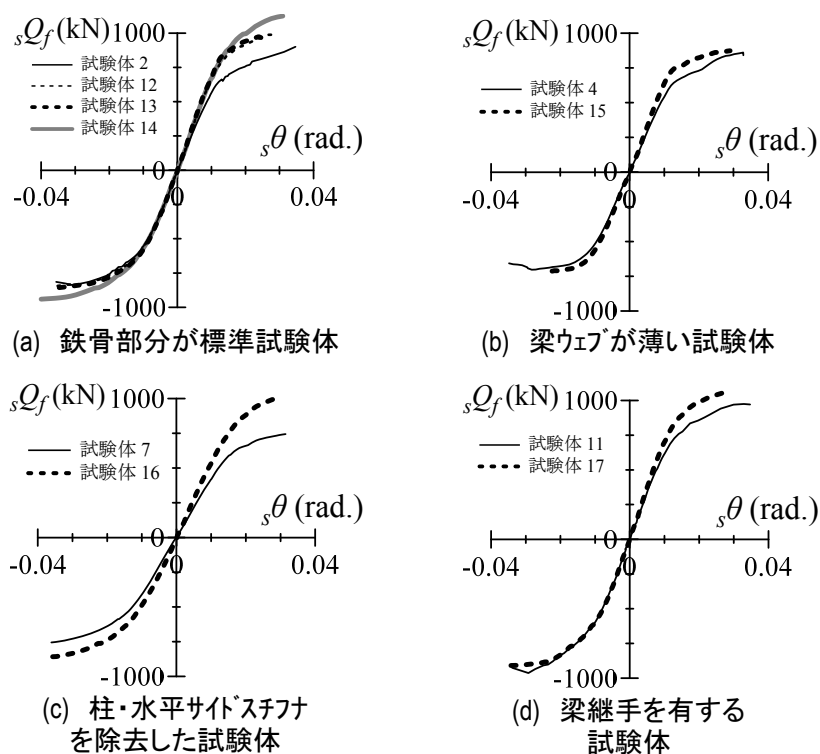 sQf (kN)
1000
試験体 2
試験体 12
試験体 13
試験体 14
sθ (rad.)
0
-0.04
0
0.04
-1000
(a) 鉄骨部分が標準試験体
sQf (kN)
1000
試験体 4
試験体 15
sθ (rad.)
0
-0.04
0
0.04
-1000
(b) 梁ウェブが薄い試験体
sQf (kN)
1000
試験体 7
試験体 16
sθ (rad.)
0
-0.04
0
0.04
-1000
(c) 柱・水平サイドスチフナ
を除去した試験体
sQf (kN)
1000
試験体 11
試験体 17
sθ (rad.)
0
-0.04
0
0.04
-1000
(d) 梁継手を有する
試験体